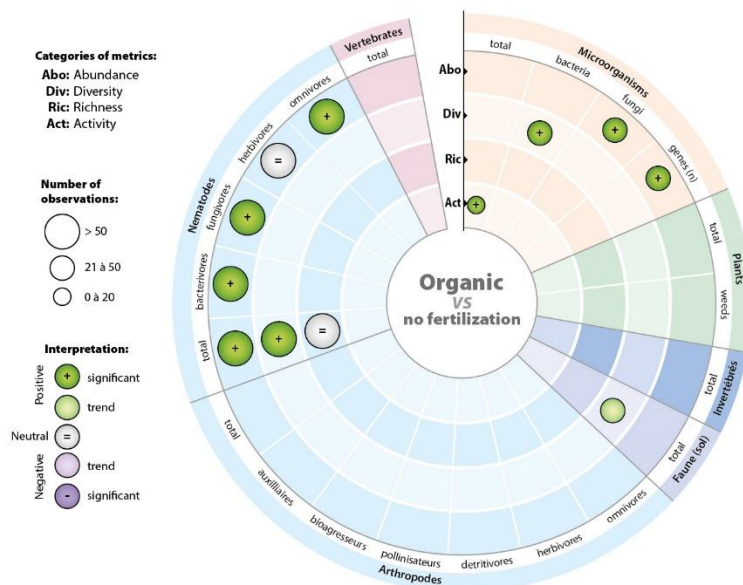 Categories of metrics:
Abo: Abundance
Div: Diversity
Ric: Richness
Act: Activity
Number of
observations:
> 50
21 à 50
0 à 20
Interpretation:
Positive
+ significant
trend
Neutral
=
Negative
trend
- significant
Vertebrates
total
Microorganisms
total
bacteria
fungi
genes (n)
Abo
Div
Ric
Act
+
+
+
+
Plants
total
weeds
Invertébrés
total
Faune (sol)
total
Arthropodes
omnivores
herbivores
detritivores
pollinisateurs
bioagresseurs
auxilliaires
total
Nematodes
total
bacterivores
fungivores
herbivores
omnivores
+
=
+
+
+
+
=
Organic
VS
no fertilization